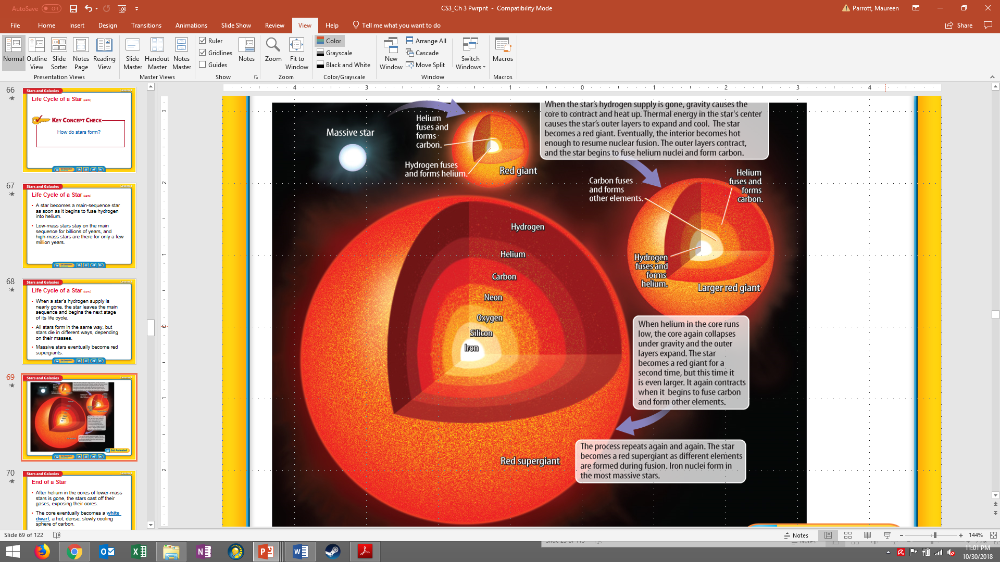 AutoSave Off
CS3_Ch 3 Pwrpnt - Compatibility Mode
Parrott, Maureen
File Home Insert Design Transitions Animations Slide Show Review View Help Tell me what you want to do
Share
Normal
Outline View
Slide Sorter
Notes Page
Reading View
Presentation Views
Slide Master
Handout Master
Notes Master
Master Views
Ruler
Gridlines
Guides
Show
Notes
Zoom
Fit to Window
Zoom
Color
Grayscale
Black and White
Color/Grayscale
New Window
Arrange All
Cascade
Move Split
Switch Windows
Window
Macros
Macros
66
Stars and Galaxies
Life Cycle of a Star (cont.)
KEY CONCEPT CHECK
How do stars form?
67
Stars and Galaxies
Life Cycle of a Star (cont.)
• A star becomes a main-sequence star
as soon as it begins to fuse hydrogen
into helium.
• Low-mass stars stay on the main
sequence for billions of years, and
high-mass stars are there for only a few
million years.
68
Stars and Galaxies
Life Cycle of a Star (cont.)
• When a star's hydrogen supply is
nearly gone, the star leaves the main
sequence and begins the next stage
of its life cycle.
• All stars form in the same way, but
stars die in different ways, depending
on their masses.
• Massive stars eventually become red
supergiants.
69
Stars and Galaxies
Get Animated
70
Stars and Galaxies
End of a Star
• After helium in the cores of lower-mass
stars is gone, the stars cast off their
gases, exposing their cores.
• The core eventually becomes a white
dwarf, a hot, dense, slowly cooling
sphere of carbon.
4 3 2 1 0 1 2 3 4
3
2
1
0
1
2
Massive star
Helium
fuses and
forms
carbon.
Hydrogen fuses
and forms helium.
Red giant
When the star's hydrogen supply is gone, gravity causes the
core to contract and heat up. Thermal energy in the star's center
causes the star's outer layers to expand and cool. The star
becomes a red giant. Eventually, the interior becomes hot
enough to resume nuclear fusion. The outer layers contract,
and the star begins to fuse helium nuclei and form carbon.
Carbon fuses
and forms
other elements.
Helium
fuses and
forms
carbon.
Hydrogen
fuses and
forms
helium.
Larger red giant
Hydrogen
Helium
Carbon
Neon
Oxygen
Silicon
Iron
When helium in the core runs
low, the core again collapses
under gravity and the outer
layers expand. The star
becomes a red giant for a
second time, but this time it
is even larger. It again contracts
when it begins to fuse carbon
and form other elements.
Red supergiant
The process repeats again and again. The star
becomes a red supergiant as different elements
are formed during fusion. Iron nuclei form in
the most massive stars.
Slide 69 of 122
Notes
144%
11:01 PM
10/30/2018